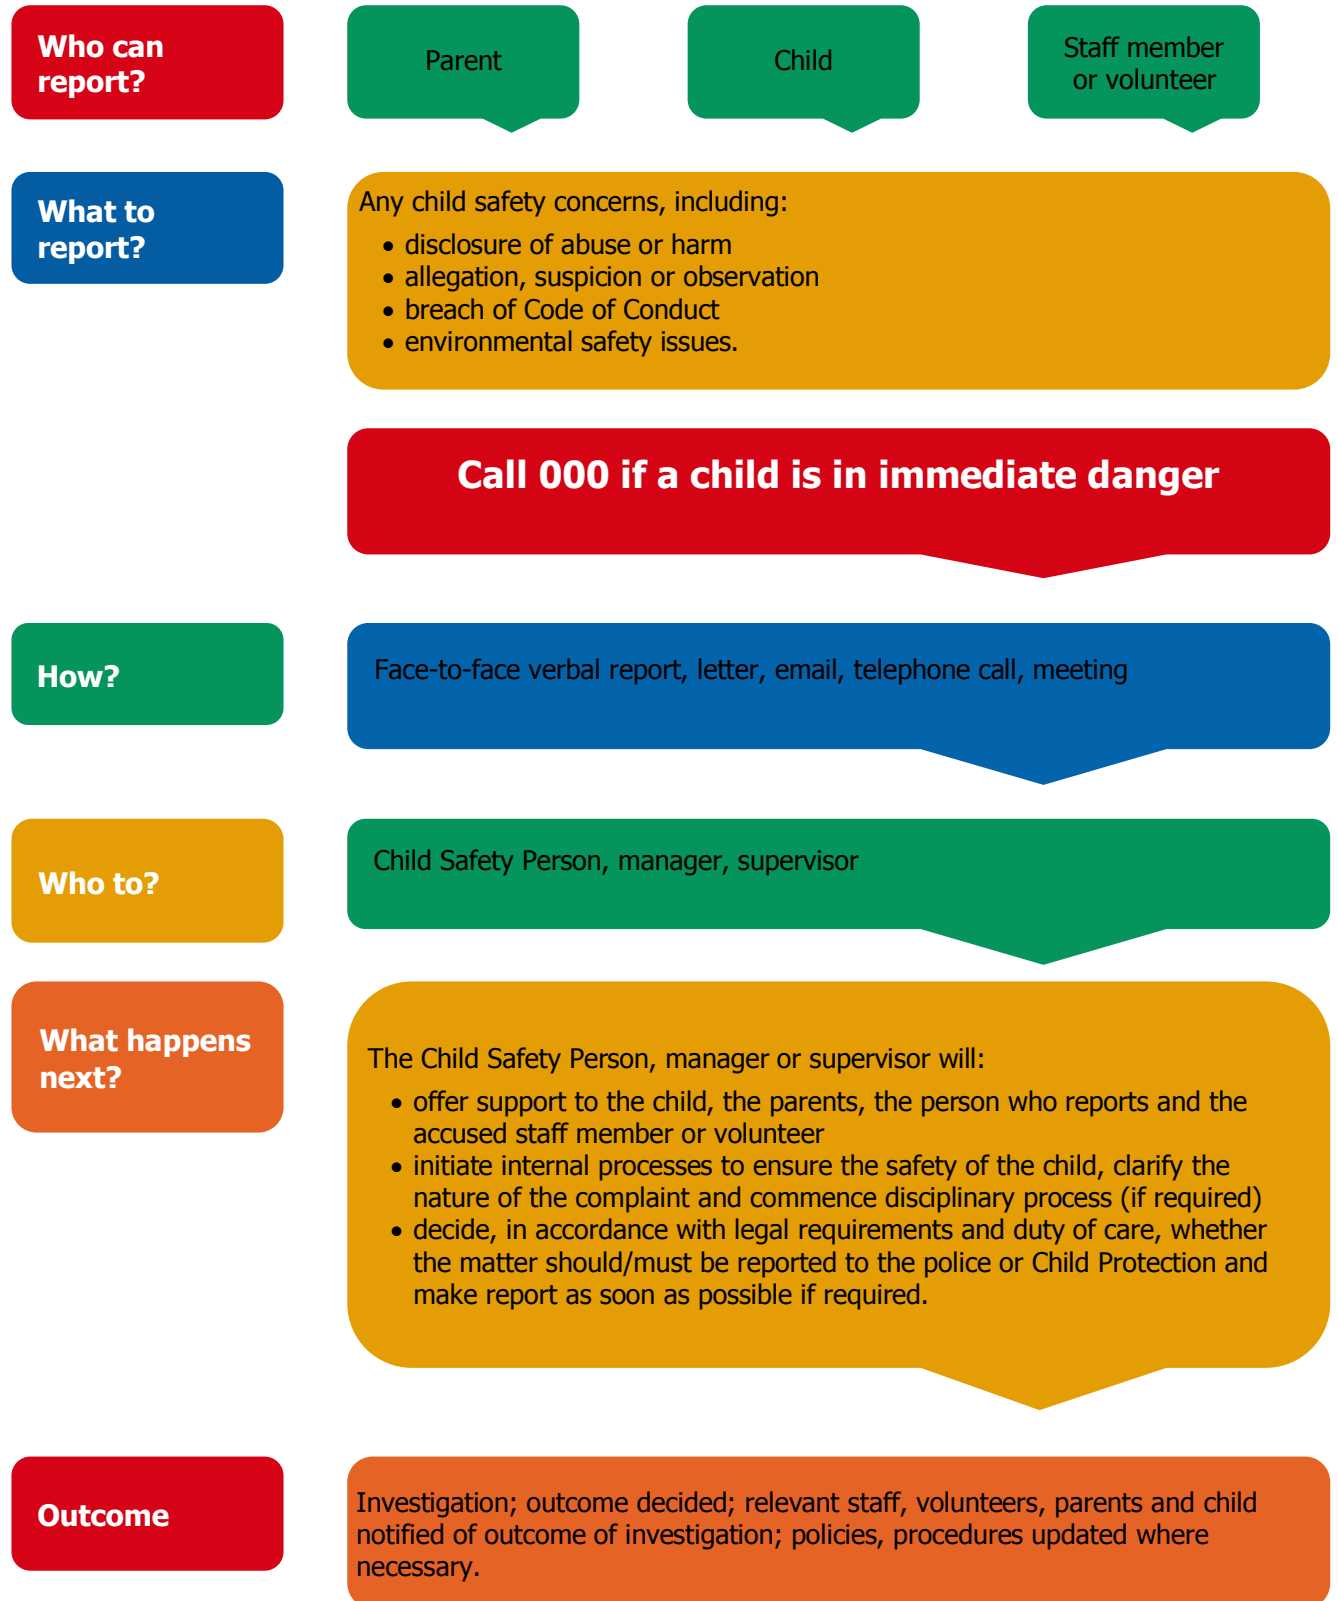 Who can
report?
Parent
Child
Staff member
or volunteer
What to
report?
Any child safety concerns, including:
• disclosure of abuse or harm
• allegation, suspicion or observation
• breach of Code of Conduct
• environmental safety issues.
Call 000 if a child is in immediate danger
How?
Face-to-face verbal report, letter, email, telephone call, meeting
Who to?
Child Safety Person, manager, supervisor
What happens
next?
The Child Safety Person, manager or supervisor will:
• offer support to the child, the parents, the person who reports and the
accused staff member or volunteer
• initiate internal processes to ensure the safety of the child, clarify the
nature of the complaint and commence disciplinary process (if required)
• decide, in accordance with legal requirements and duty of care, whether
the matter should/must be reported to the police or Child Protection and
make report as soon as possible if required.
Outcome
Investigation; outcome decided; relevant staff, volunteers, parents and child
notified of outcome of investigation; policies, procedures updated where
necessary.